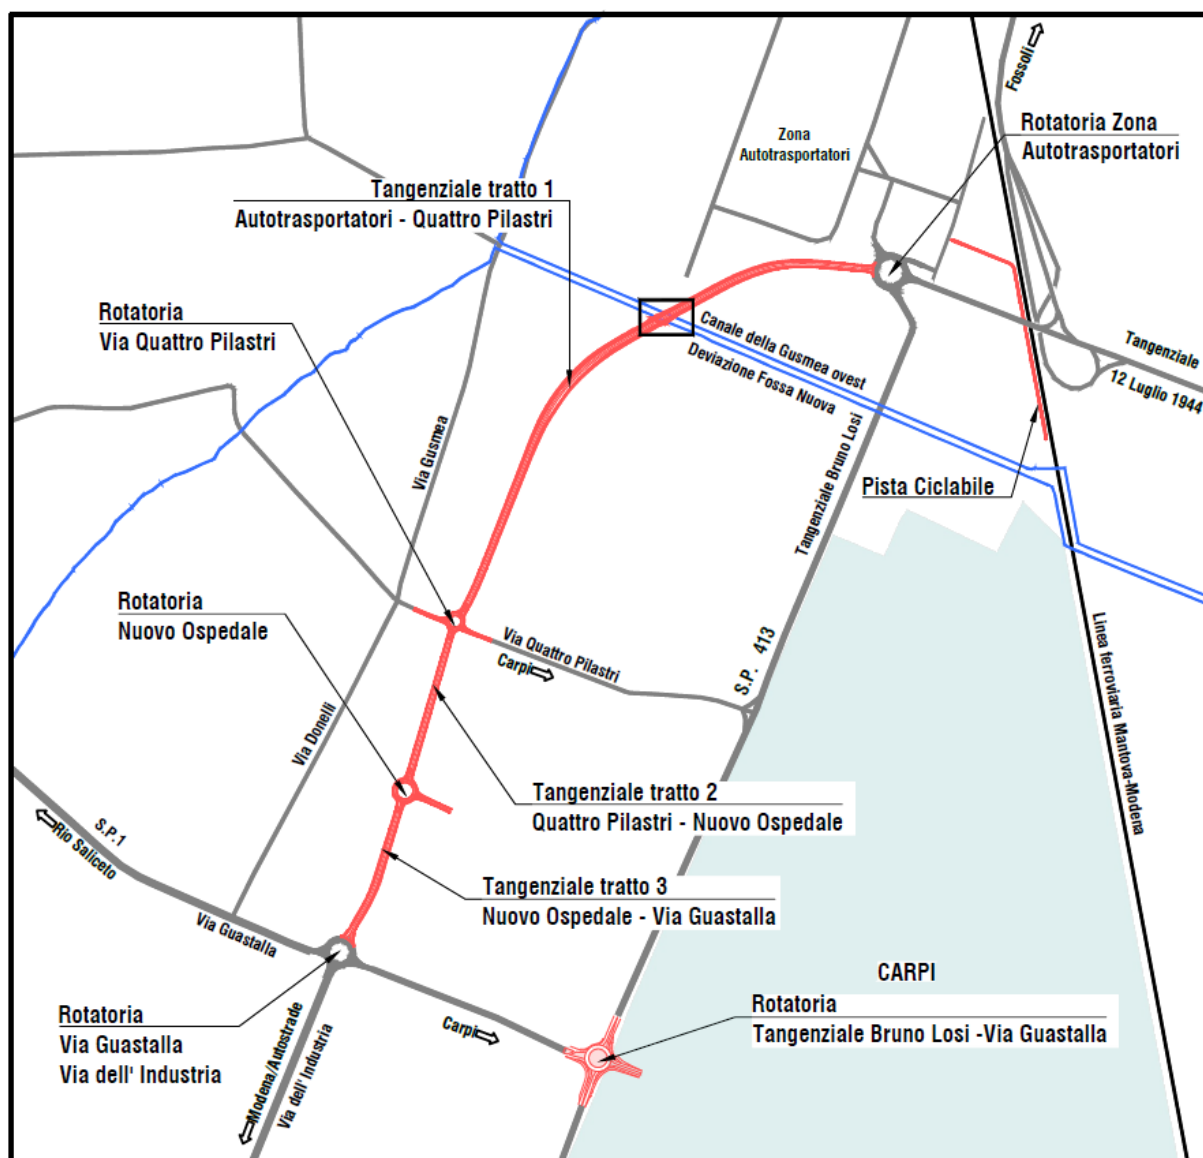 Fossoli
Rotatoria Zona
Autotrasportatori
Zona
Autotrasportatori
Tangenziale tratto 1
Autotrasportatori - Quattro Pilastri
Rotatoria
Via Quattro Pilastri
Canale della Gusmea ovest
Deviazione Fossa Nuova
Tangenziale
12 Luglio 1944
Via Gusmea
Tangenziale Bruno Losi
Pista Ciclabile
Rotatoria
Nuovo Ospedale
Via Quattro Pilastri
Carpi
S.P. 413
Linea ferroviaria Mantova-Modena
Via Donelli
Tangenziale tratto 2
Quattro Pilastri - Nuovo Ospedale
S.P.1
Rio Saliceto
Tangenziale tratto 3
Nuovo Ospedale - Via Guastalla
Via Guastalla
CARPI
Rotatoria
Via Guastalla
Via dell' Industria
Carpi
Rotatoria
Tangenziale Bruno Losi -Via Guastalla
Modena/Autostrade
Via dell' Industria